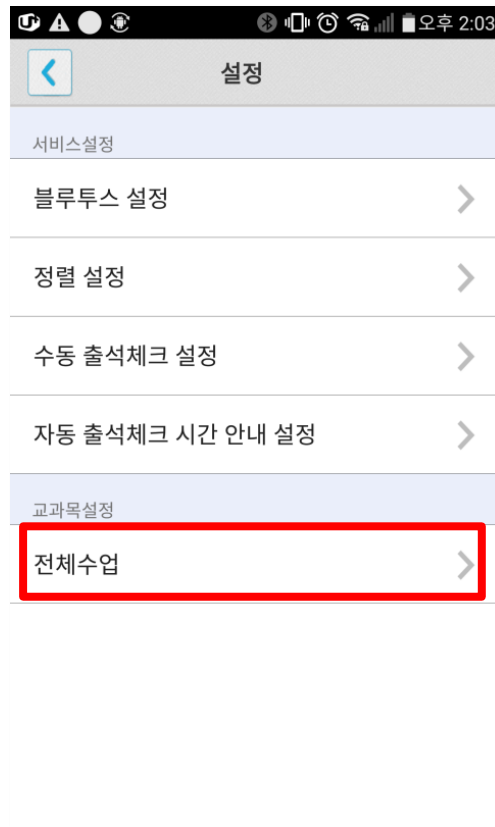 오후 2:03
설정
서비스설정
블루투스 설정
정렬 설정
수동 출석체크 설정
자동 출석체크 시간 안내 설정
교과목설정
전체수업